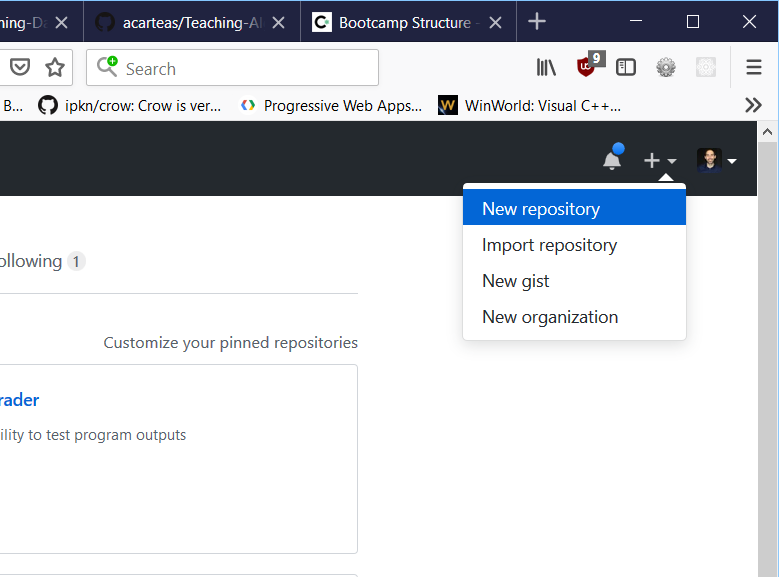 ning-Da
acarteas/Teaching-Al
Bootcamp Structure -
Search
9
B...
ipkn/crow: Crow is ver...
Progressive Web Apps...
WinWorld: Visual C++...
New repository
Import repository
New gist
New organization
ollowing 1
Customize your pinned repositories
rader
ility to test program outputs